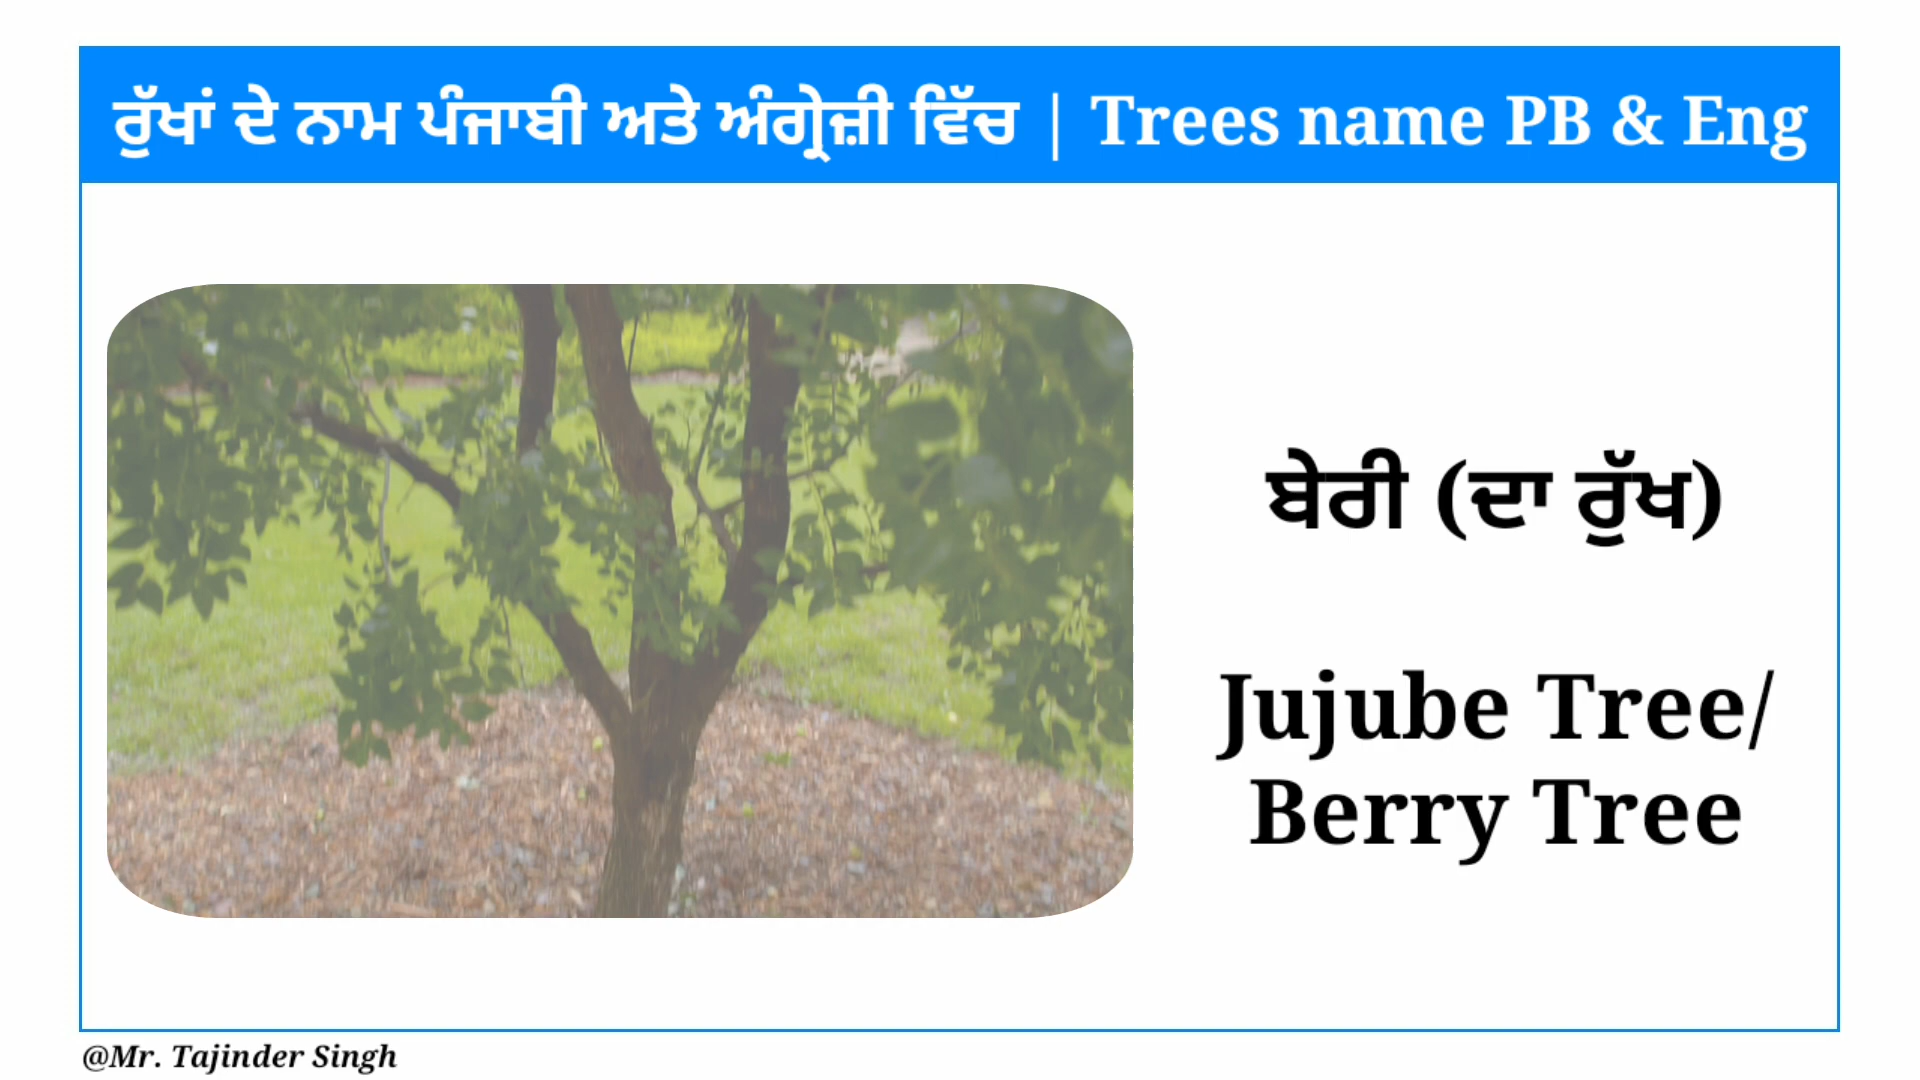 ਰੁੱਖਾਂ ਦੇ ਨਾਮ ਪੰਜਾਬੀ ਅਤੇ ਅੰਗ੍ਰੇਜ਼ੀ ਵਿੱਚ | Trees name PB & Eng
ਬੇਰੀ (ਦਾ ਰੁੱਖ)
Jujube Tree/
Berry Tree
@Mr. Tajinder Singh